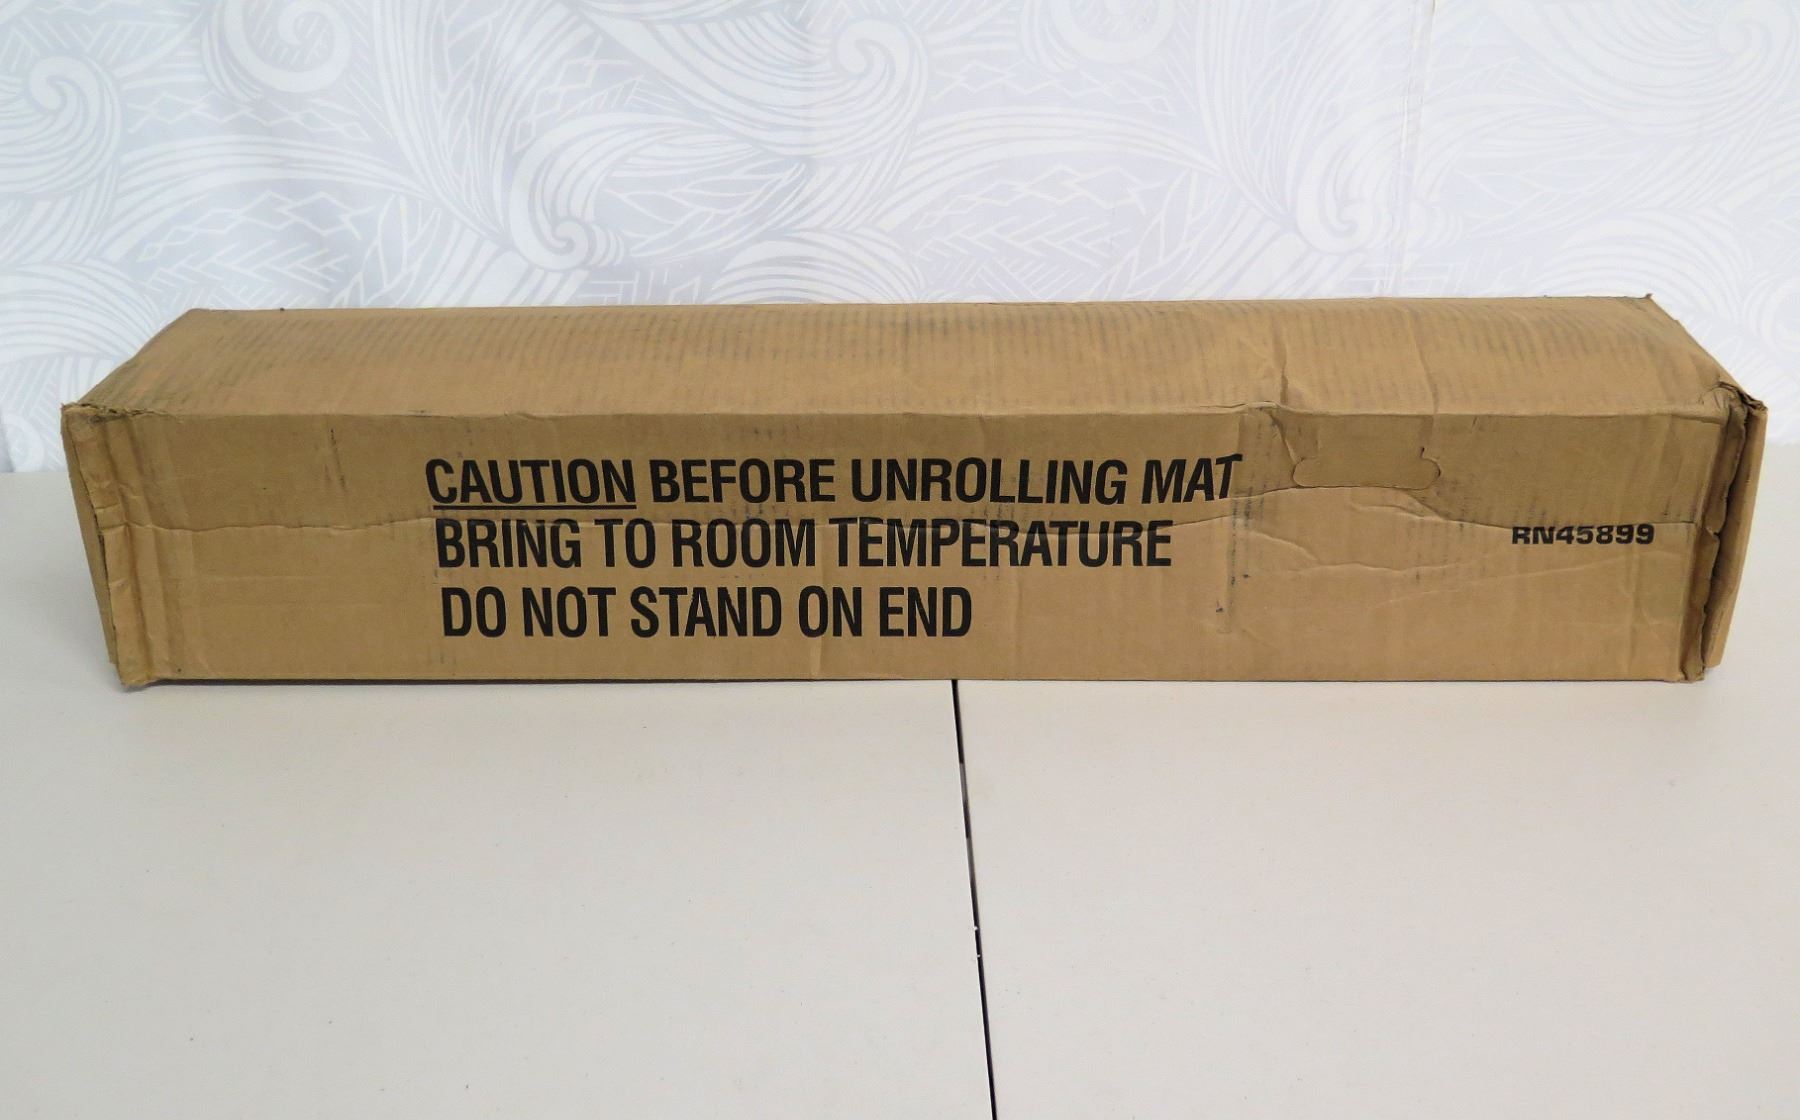 CAUTION BEFORE UNROLLING MAT
BRING TO ROOM TEMPERATURE
DO NOT STAND ON END
RN45899